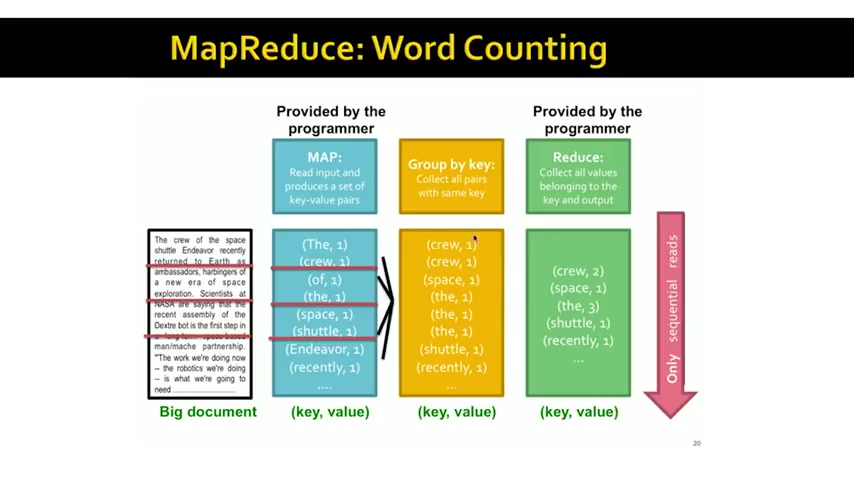 MapReduce: Word Counting
Provided by the
programmer
Provided by the
programmer
MAP:
Read input and
produces a set of
key-value pairs
Group by key:
Collect all pairs
with same key
Reduce:
Collect all values
belonging to the
key and output
The crew of the space
shuttle Endeavor recently
returned to Earth as
ambassadors, harbingers of
a new era of space
exploration. Scientists at
NASA are saying that the
recent assembly of the
Dextre bot is the first step in
a long-term space-based
man/mache partnership.
"The work we're doing now
-- the robotics we're doing
-- is what we're going to
need ........................
Big document
(The, 1)
(crew, 1)
(of, 1)
(the, 1)
(space, 1)
(shuttle, 1)
(Endeavor, 1)
(recently, 1)
....
(key, value)
(crew, 1)
(crew, 1)
(space, 1)
(the, 1)
(the, 1)
(the, 1)
(shuttle, 1)
(recently, 1)
...
(key, value)
(crew, 2)
(space, 1)
(the, 3)
(shuttle, 1)
(recently, 1)
...
(key, value)
Only sequential reads
20